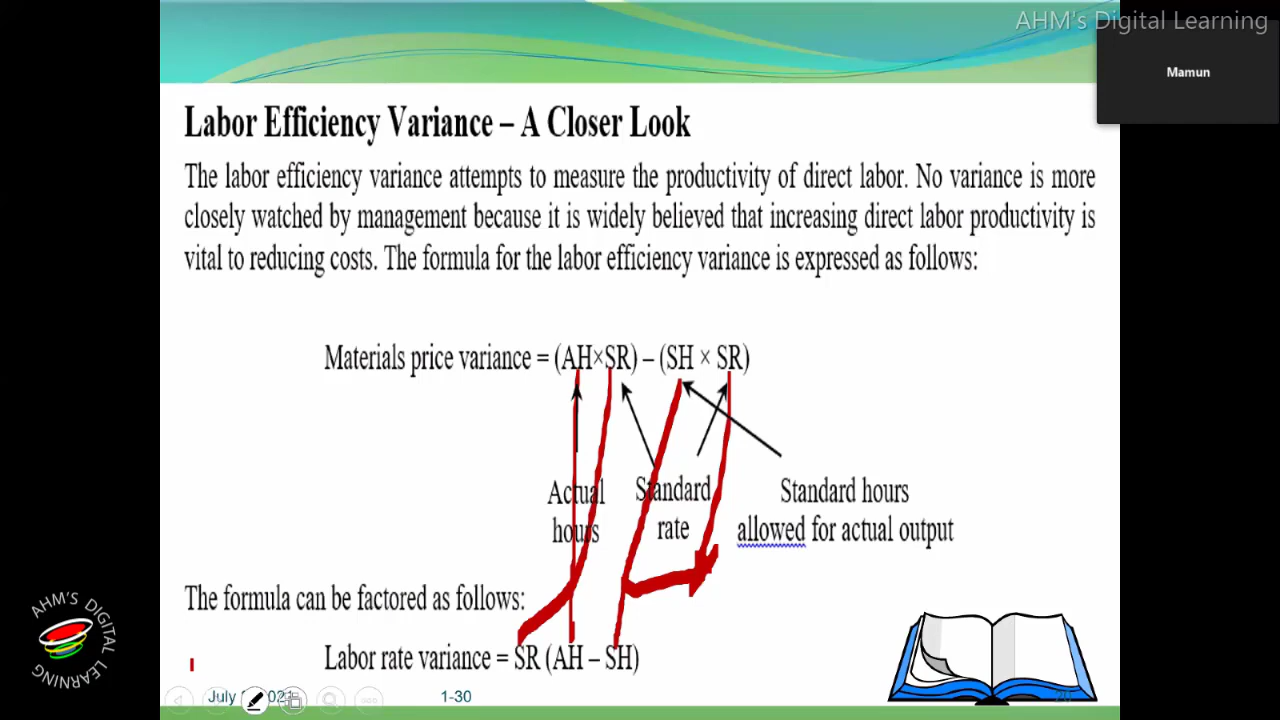 AHM's Digital Learning
Mamun
Labor Efficiency Variance – A Closer Look
The labor efficiency variance attempts to measure the productivity of direct labor. No variance is more
closely watched by management because it is widely believed that increasing direct labor productivity is
vital to reducing costs. The formula for the labor efficiency variance is expressed as follows:
Materials price variance = (AH×SR) – (SH × SR)
Actual
hours
Standard
rate
Standard hours
allowed for actual output
The formula can be factored as follows:
Labor rate variance = SR (AH – SH)
AHM'S DIGITAL LEARNING
July
1-30